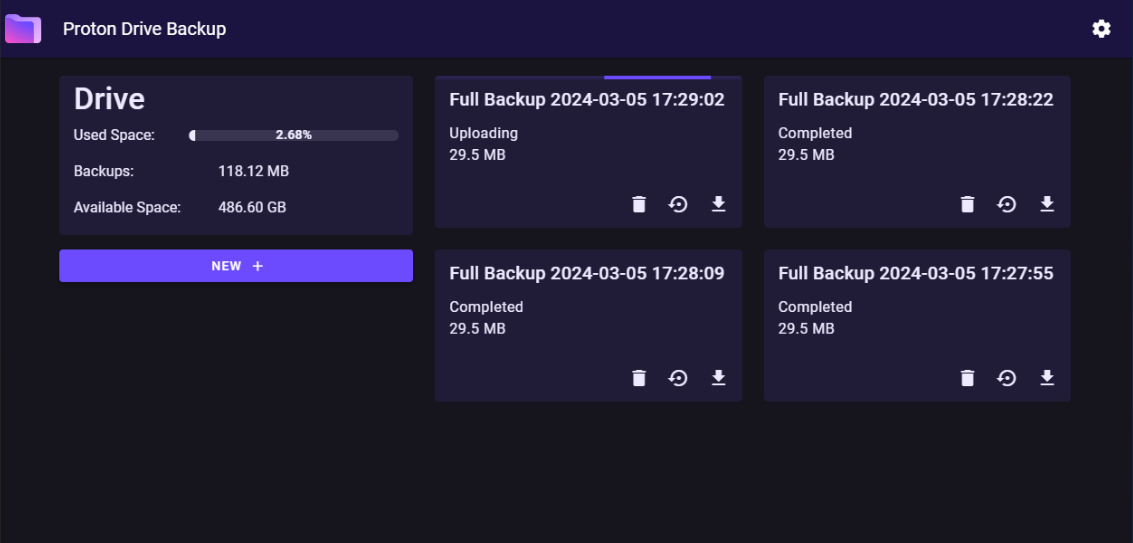 Proton Drive Backup
Drive
Used Space: 2.68%
Backups: 118.12 MB
Available Space: 486.60 GB
NEW +
Full Backup 2024-03-05 17:29:02
Uploading
29.5 MB
Full Backup 2024-03-05 17:28:22
Completed
29.5 MB
Full Backup 2024-03-05 17:28:09
Completed
29.5 MB
Full Backup 2024-03-05 17:27:55
Completed
29.5 MB